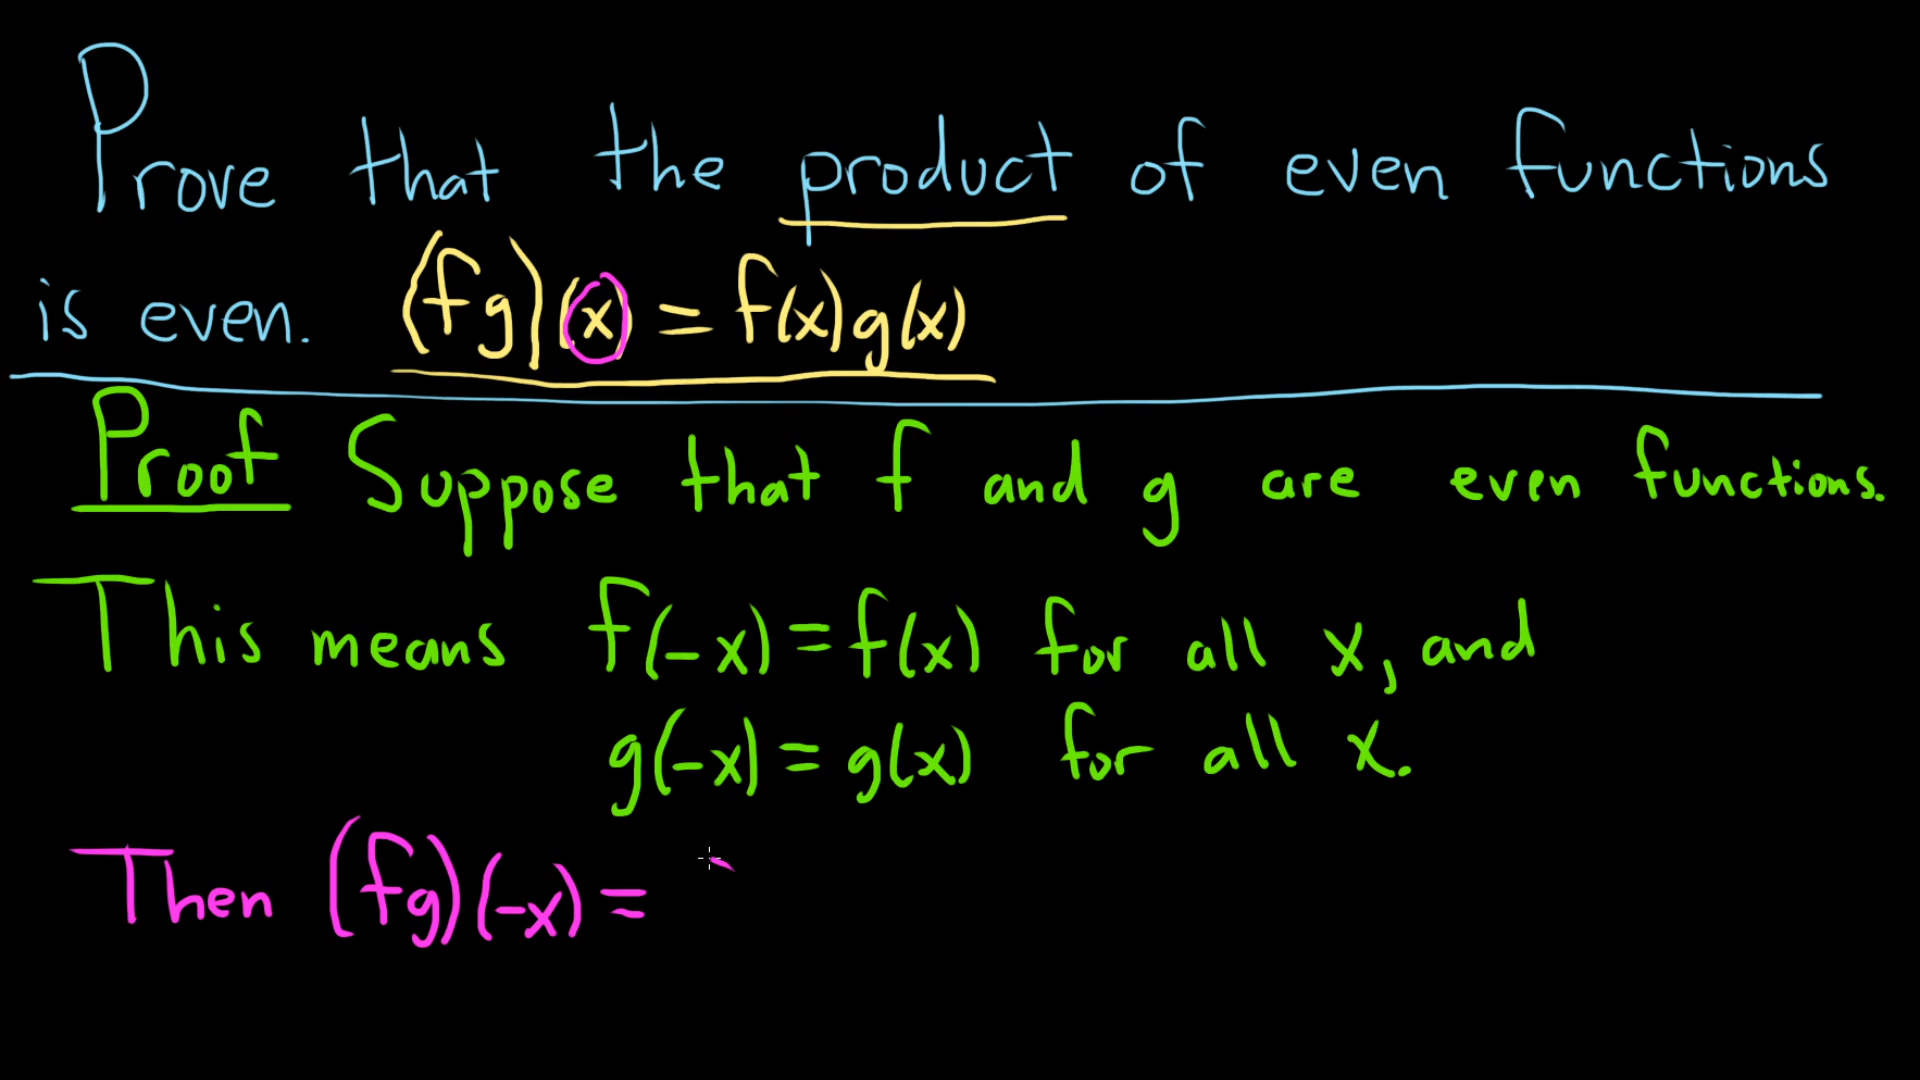 Prove that the product of even functions
is even. (fg)(x) = f(x)g(x)
Proof Suppose that f and g are even functions.
This means f(-x) = f(x) for all x, and
g(-x) = g(x) for all x.
Then (fg)(-x) =